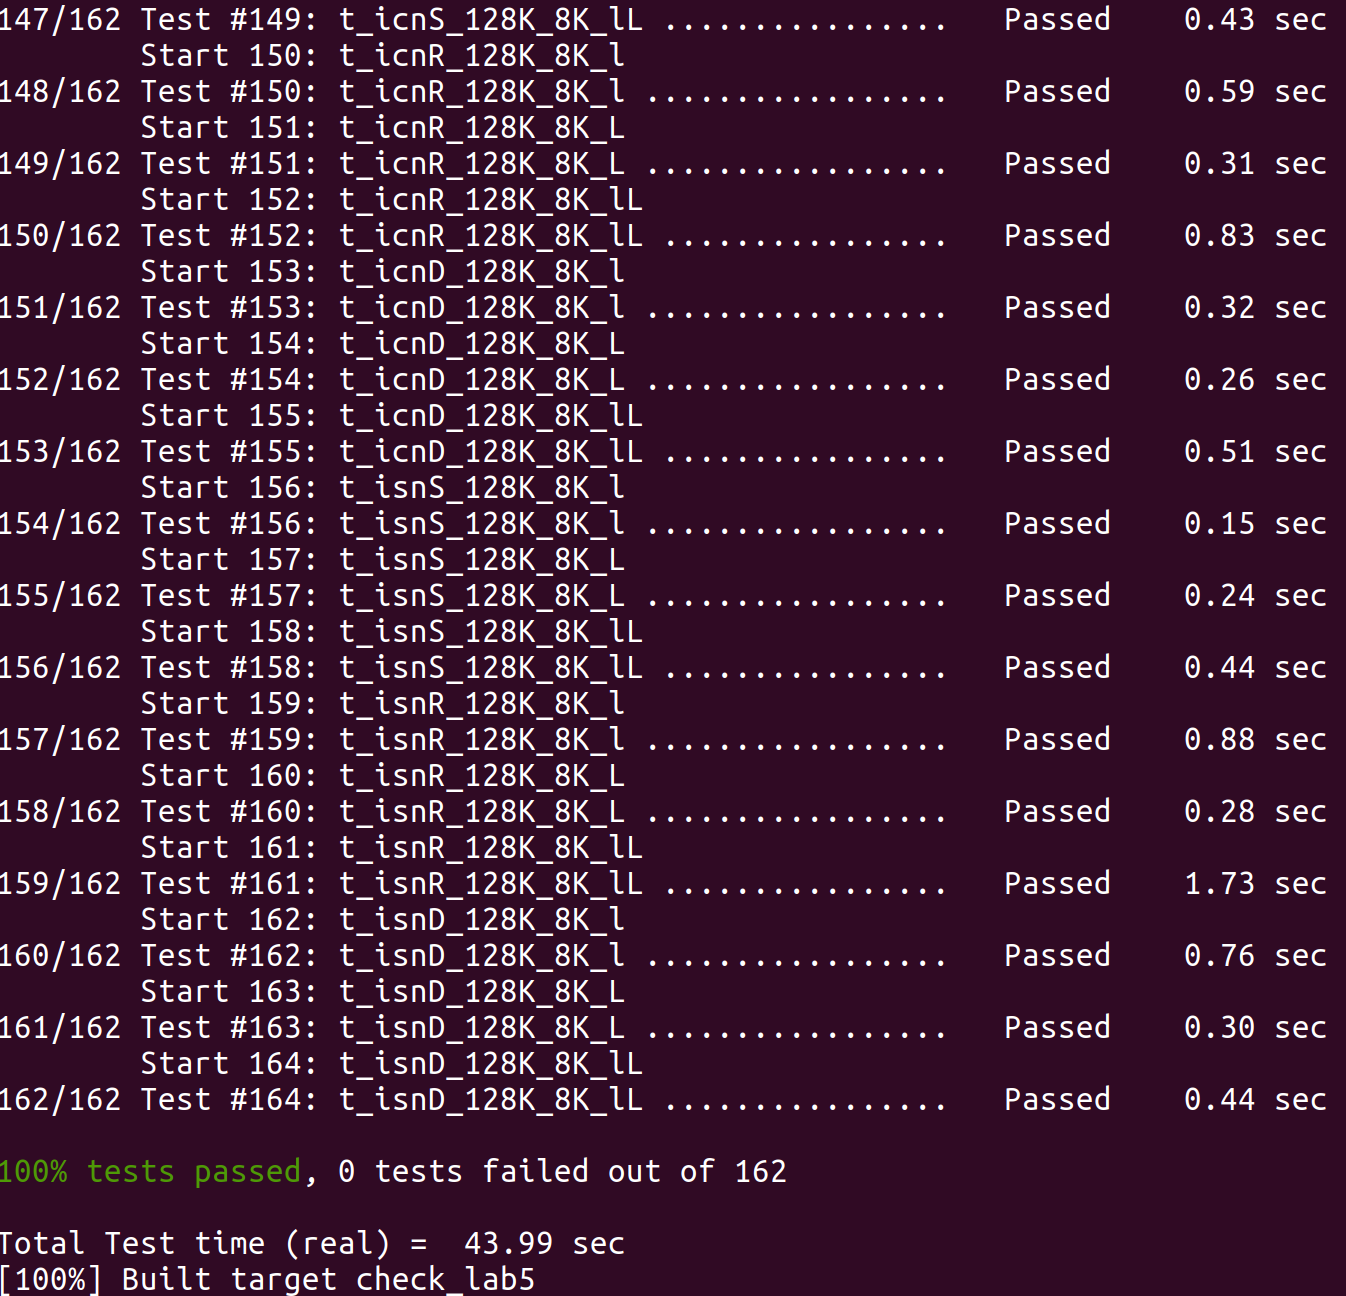 147/162 Test #149: t_icnS_128K_8K_lL ................   Passed    0.43 sec
        Start 150: t_icnR_128K_8K_l
148/162 Test #150: t_icnR_128K_8K_l .................   Passed    0.59 sec
        Start 151: t_icnR_128K_8K_L
149/162 Test #151: t_icnR_128K_8K_L .................   Passed    0.31 sec
        Start 152: t_icnR_128K_8K_lL
150/162 Test #152: t_icnR_128K_8K_lL ................   Passed    0.83 sec
        Start 153: t_icnD_128K_8K_l
151/162 Test #153: t_icnD_128K_8K_l .................   Passed    0.32 sec
        Start 154: t_icnD_128K_8K_L
152/162 Test #154: t_icnD_128K_8K_L .................   Passed    0.26 sec
        Start 155: t_icnD_128K_8K_lL
153/162 Test #155: t_icnD_128K_8K_lL ................   Passed    0.51 sec
        Start 156: t_isnS_128K_8K_l
154/162 Test #156: t_isnS_128K_8K_l .................   Passed    0.15 sec
        Start 157: t_isnS_128K_8K_L
155/162 Test #157: t_isnS_128K_8K_L .................   Passed    0.24 sec
        Start 158: t_isnS_128K_8K_lL
156/162 Test #158: t_isnS_128K_8K_lL ................   Passed    0.44 sec
        Start 159: t_isnR_128K_8K_l
157/162 Test #159: t_isnR_128K_8K_l .................   Passed    0.88 sec
        Start 160: t_isnR_128K_8K_L
158/162 Test #160: t_isnR_128K_8K_L .................   Passed    0.28 sec
        Start 161: t_isnR_128K_8K_lL
159/162 Test #161: t_isnR_128K_8K_lL ................   Passed    1.73 sec
        Start 162: t_isnD_128K_8K_l
160/162 Test #162: t_isnD_128K_8K_l .................   Passed    0.76 sec
        Start 163: t_isnD_128K_8K_L
161/162 Test #163: t_isnD_128K_8K_L .................   Passed    0.30 sec
        Start 164: t_isnD_128K_8K_lL
162/162 Test #164: t_isnD_128K_8K_lL ................   Passed    0.44 sec
100% tests passed, 0 tests failed out of 162
Total Test time (real) =  43.99 sec
[100%] Built target check_lab5